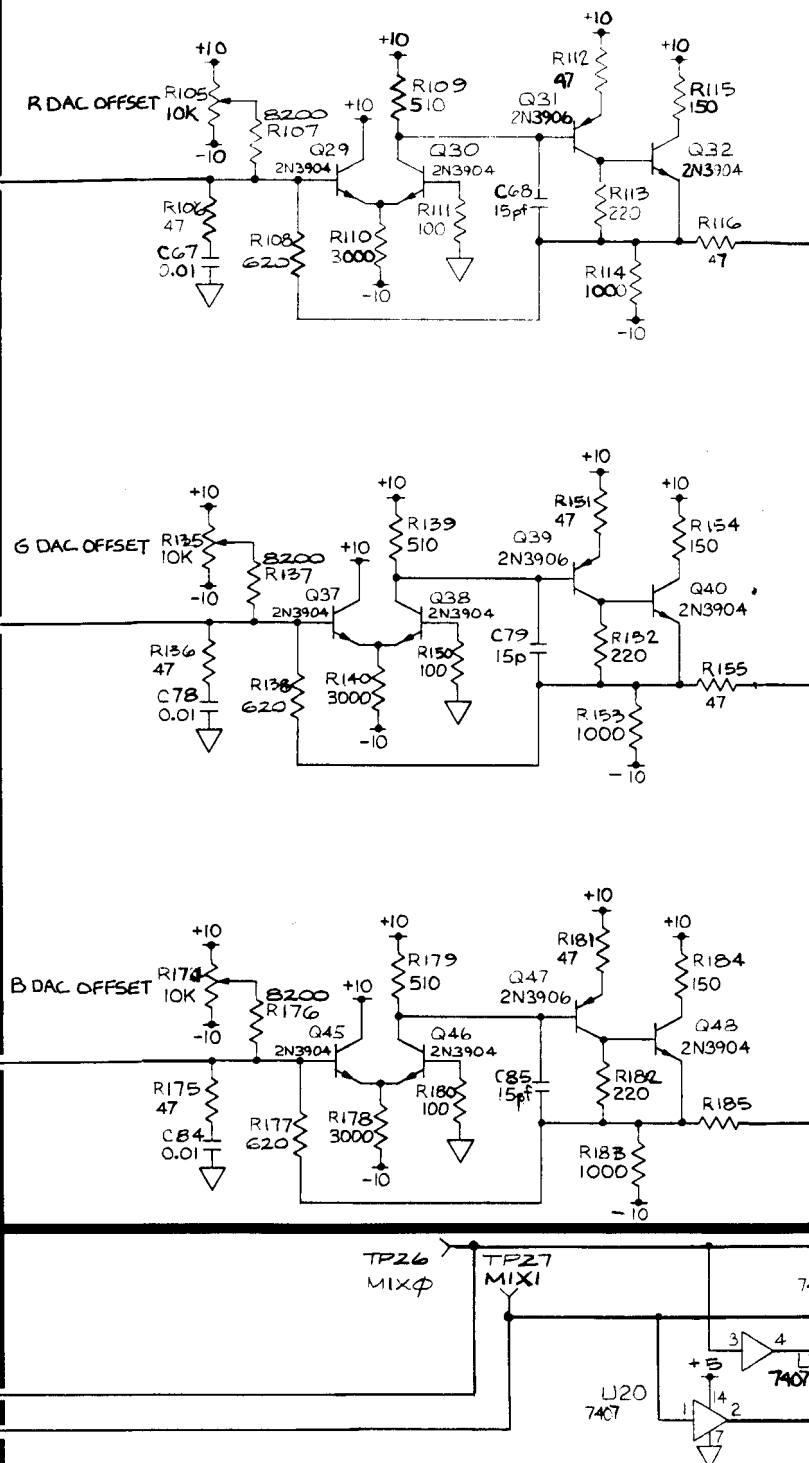 +10
R112
47
+10
+10
+10
R DAC OFFSET
R105
10K
8200
R107
+10
R109
510
Q31
2N3906
R115
150
-10
Q29
2N3904
Q30
2N3904
Q32
2N3904
R106
47
C67
0.01
R108
620
R110
3000
-10
R111
100
C68
15pf
R113
220
R116
47
R114
1000
-10
+10
+10
+10
+10
R151
47
G DAC OFFSET
R135
10K
8200
R137
+10
R139
510
Q39
2N3906
R154
150
-10
Q37
2N3904
Q38
2N3904
Q40
2N3904
R136
47
C78
0.01
R138
620
R140
3000
-10
R150
100
C79
15p
R152
220
R155
47
R153
1000
-10
+10
+10
+10
+10
R181
47
B DAC OFFSET
R174
10K
8200
R176
+10
R179
510
Q47
2N3906
R184
150
-10
Q45
2N3904
Q46
2N3904
Q48
2N3904
R175
47
C84
0.01
R177
620
R178
3000
-10
R180
100
C85
15pf
R182
220
R185
R183
1000
-10
TP26
MIXØ
TP27
MIX1
3
4
7407
+5
14
U20
7407
1
2
7